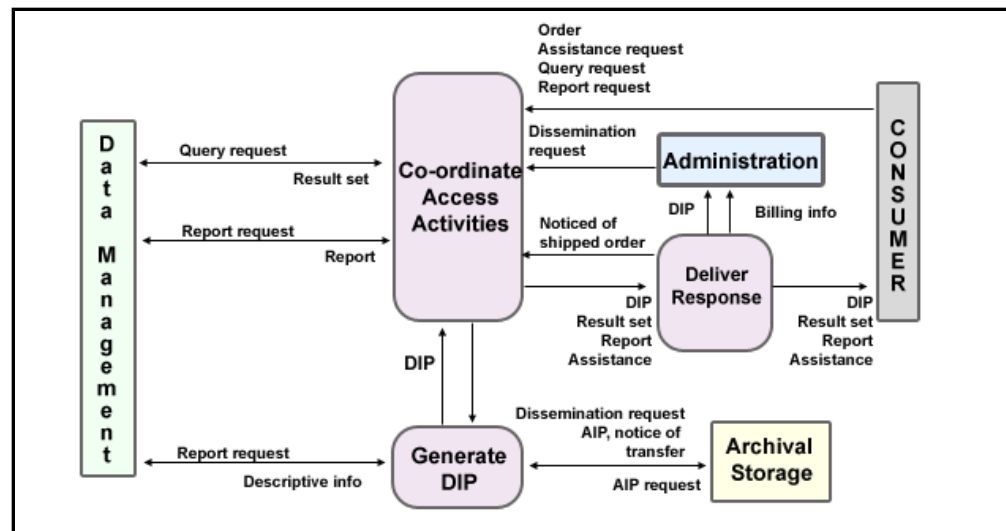 Order
Assistance request
Query request
Report request
CONSUMER
Data Management
Query request
Result set
Co-ordinate
Access
Activities
Dissemination
request
Administration
DIP
Billing info
Report request
Report
Noticed of
shipped order
Deliver
Response
DIP
Result set
Report
Assistance
DIP
Result set
Report
Assistance
DIP
Dissemination request
AIP, notice of
transfer
AIP request
Archival
Storage
Report request
Descriptive info
Generate
DIP